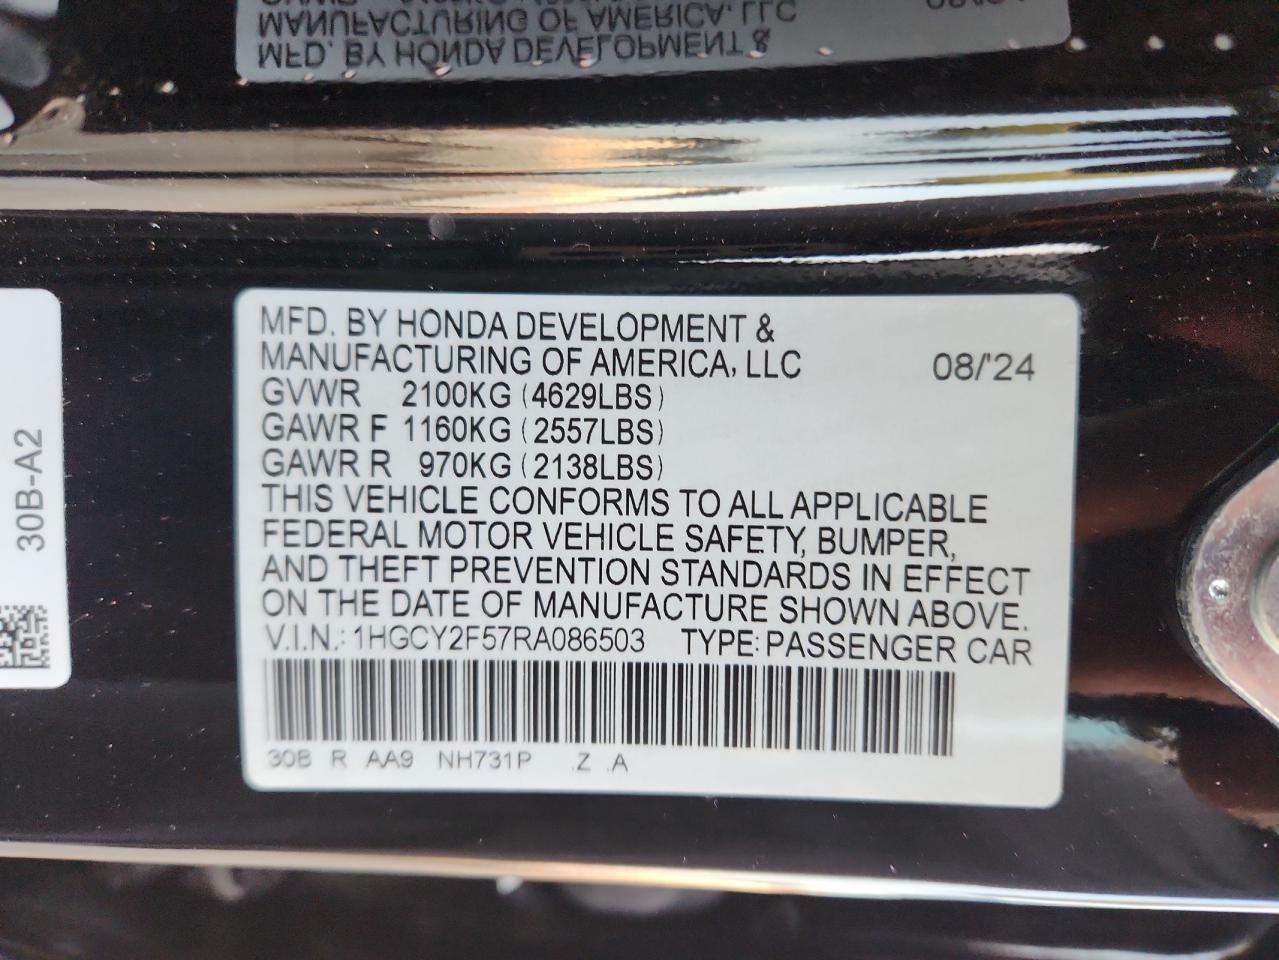 MFD. BY HONDA DEVELOPMENT &
MANUFACTURING OF AMERICA, LLC
MFD. BY HONDA DEVELOPMENT &
MANUFACTURING OF AMERICA, LLC 08/'24
GVWR 2100KG (4629LBS)
GAWR F 1160KG (2557LBS)
GAWR R 970KG (2138LBS)
THIS VEHICLE CONFORMS TO ALL APPLICABLE
FEDERAL MOTOR VEHICLE SAFETY, BUMPER,
AND THEFT PREVENTION STANDARDS IN EFFECT
ON THE DATE OF MANUFACTURE SHOWN ABOVE.
V.I.N.: 1HGCY2F57RA086503 TYPE: PASSENGER CAR
30B R AA9 NH731P .Z .A
30B-A2